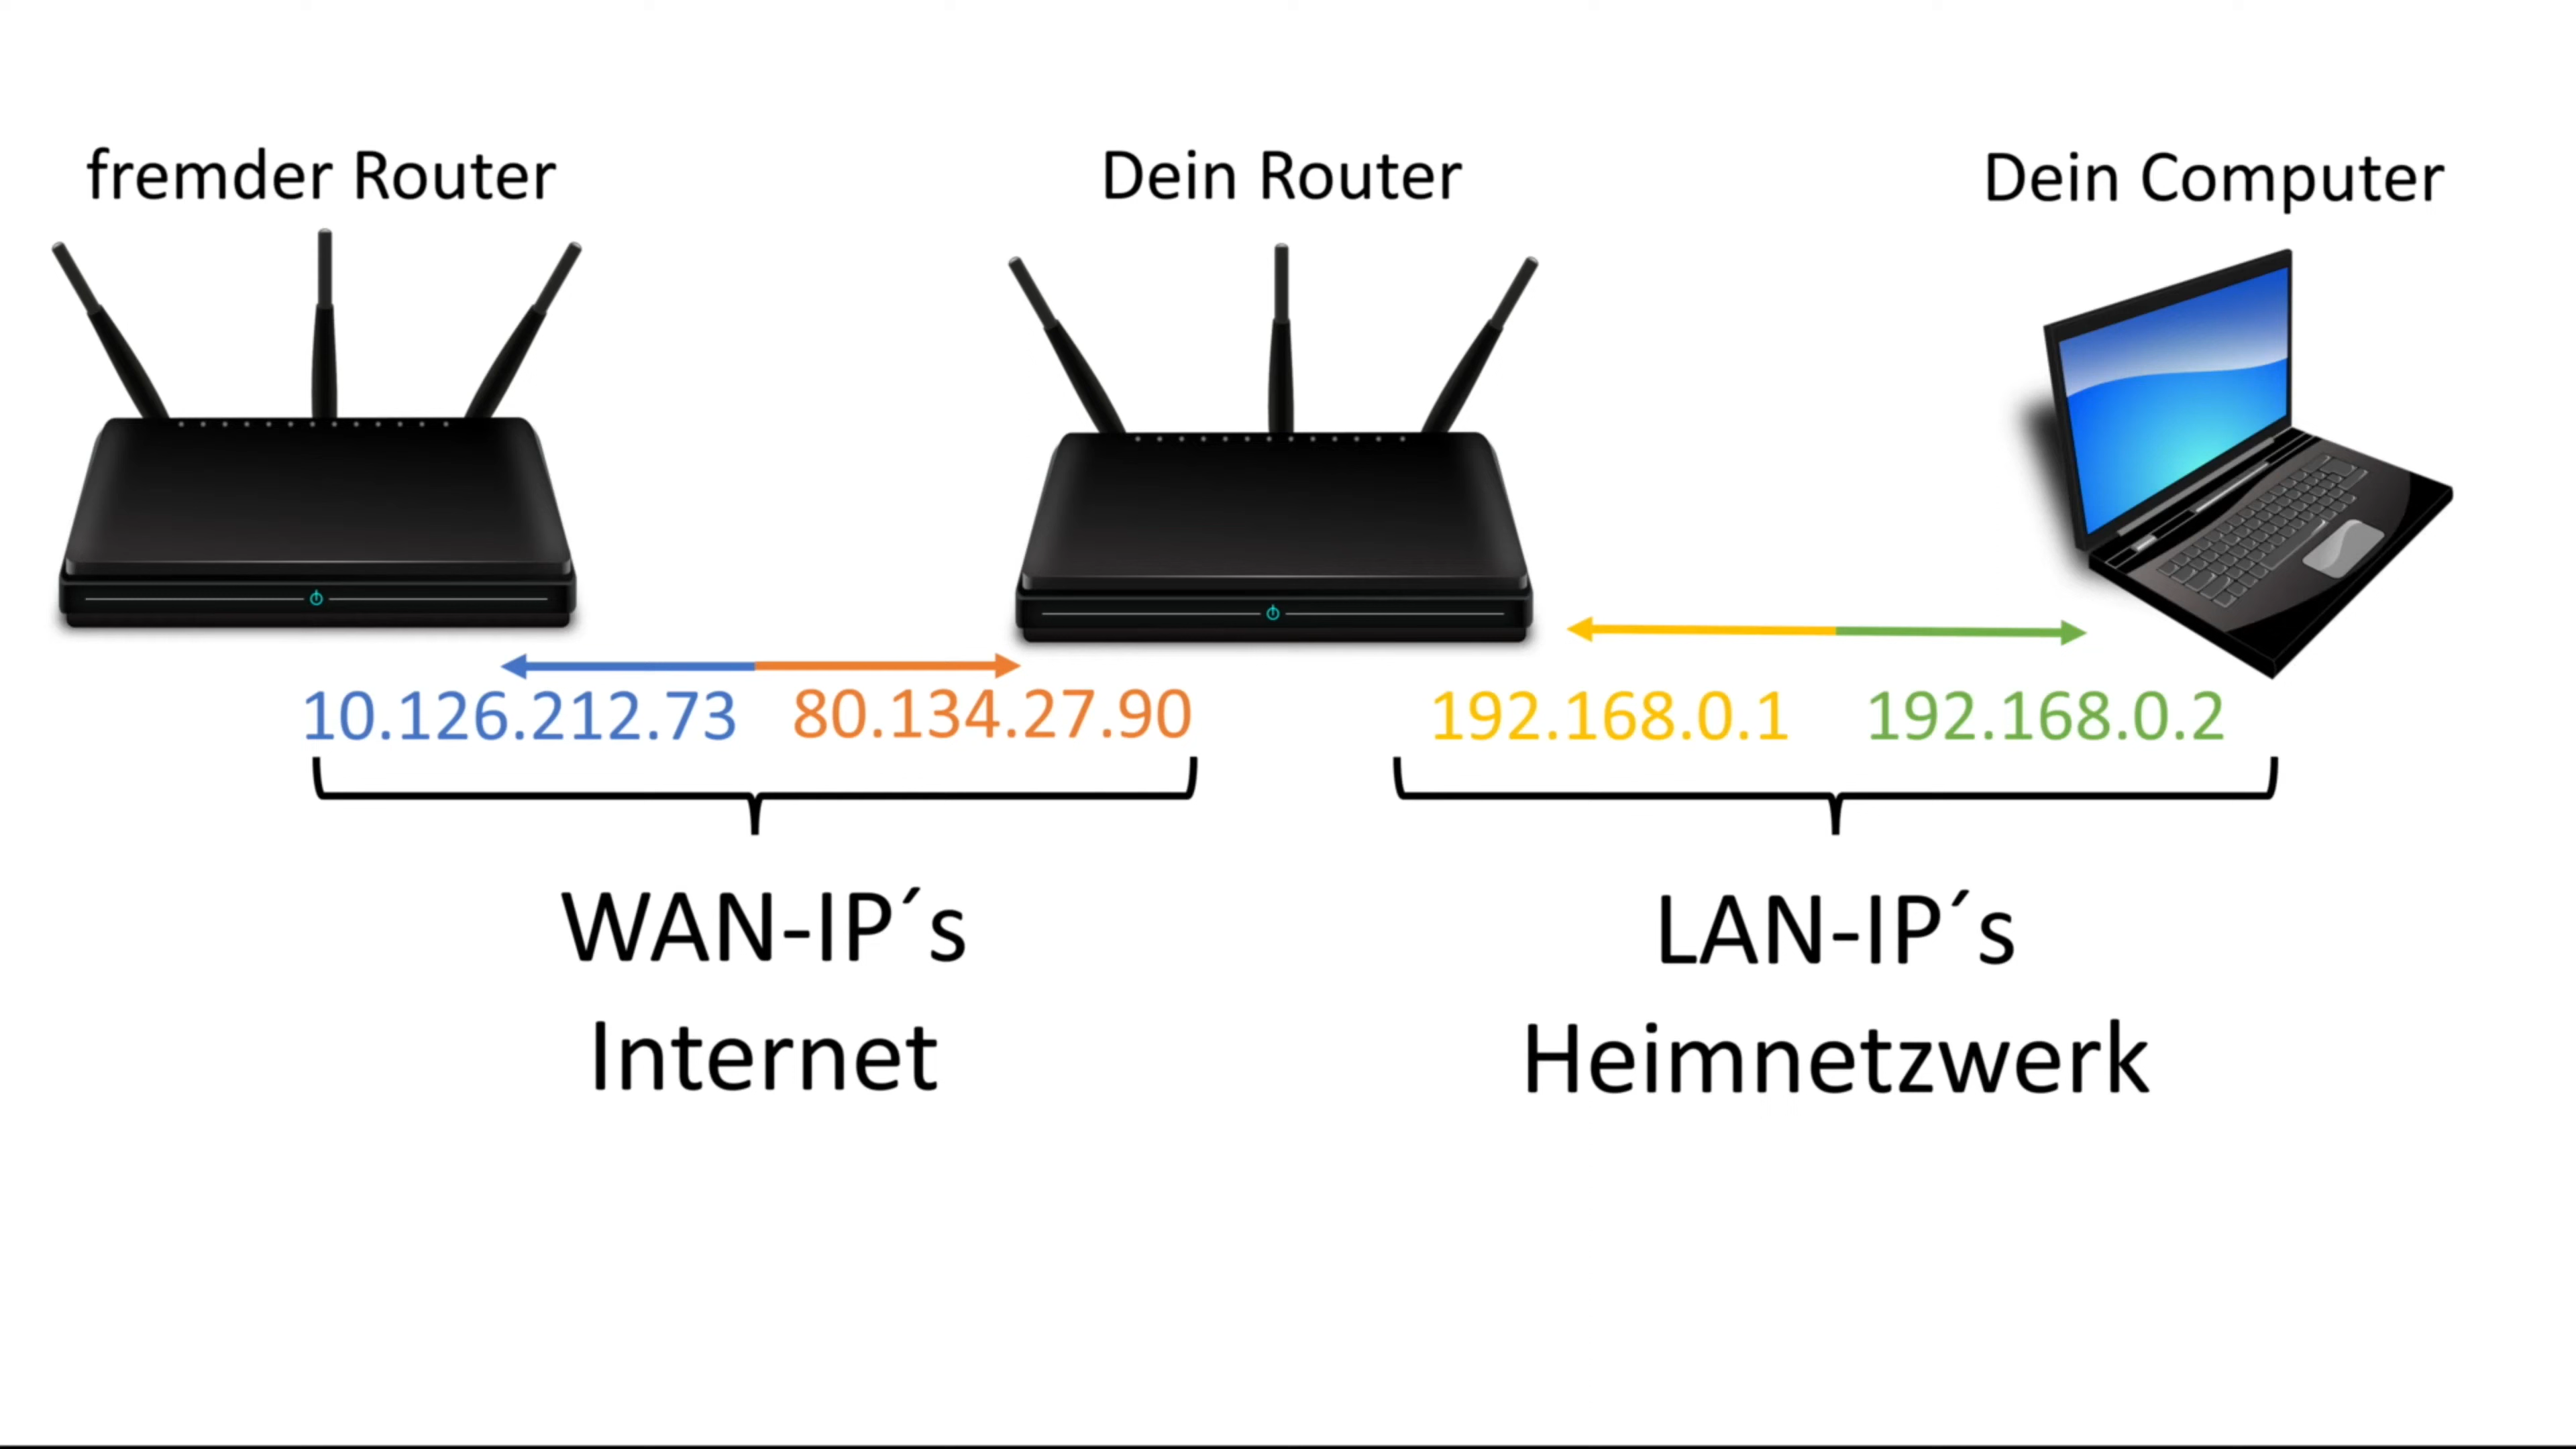 fremder Router
Dein Router
Dein Computer
10.126.212.73
80.134.27.90
192.168.0.1
192.168.0.2
WAN-IP´s
Internet
LAN-IP´s
Heimnetzwerk